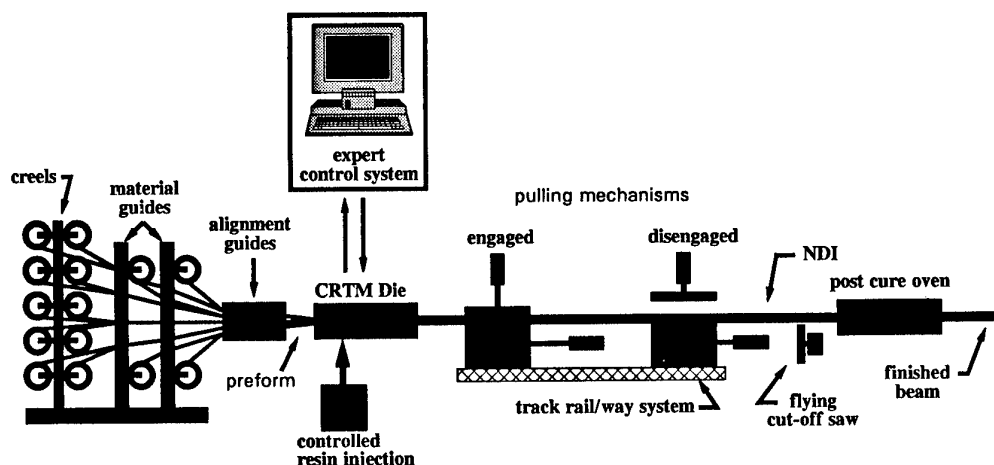 expert
control system
creels
material
guides
alignment
guides
pulling mechanisms
engaged
disengaged
NDI
post cure oven
CRTM Die
preform
controlled
resin injection
track rail/way system
flying
cut-off saw
finished
beam